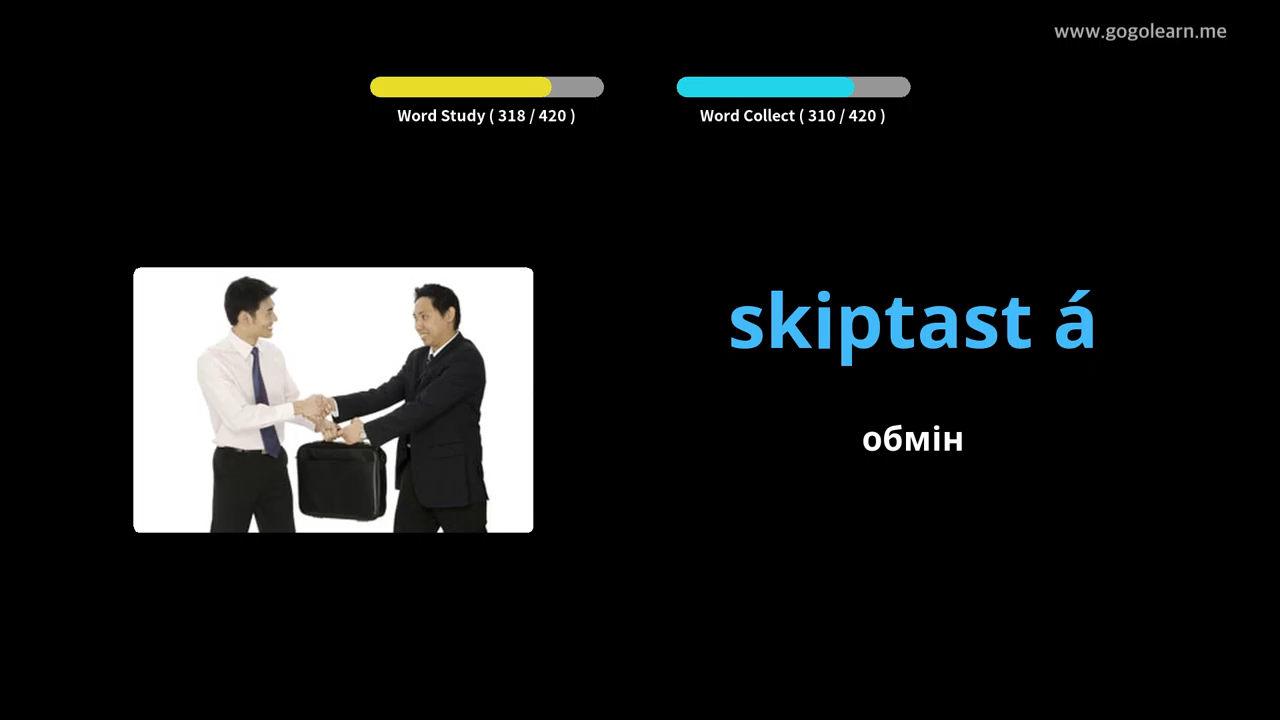 www.gogolearn.me
Word Study ( 318 / 420 )
Word Collect ( 310 / 420 )
skiptast á
обмін